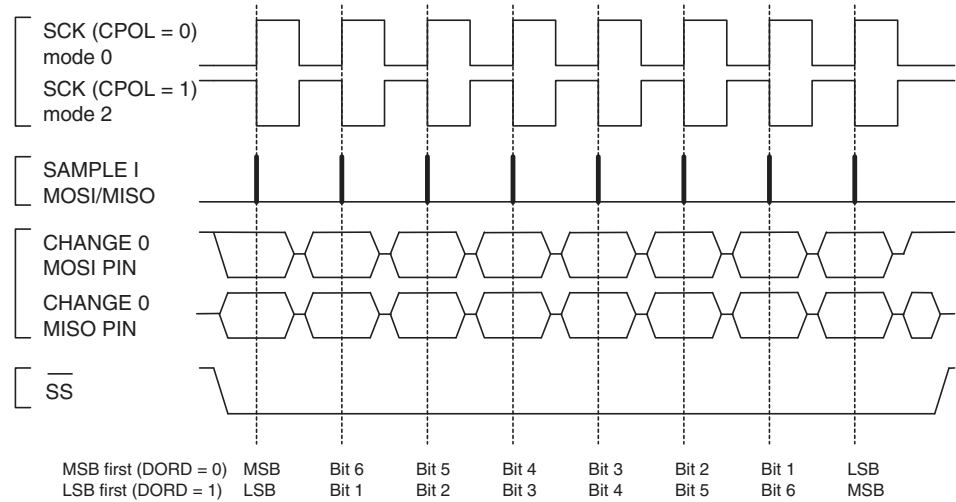 SCK (CPOL = 0)
mode 0
SCK (CPOL = 1)
mode 2
SAMPLE I
MOSI/MISO
CHANGE 0
MOSI PIN
CHANGE 0
MISO PIN
SS
MSB first (DORD = 0) MSB Bit 6 Bit 5 Bit 4 Bit 3 Bit 2 Bit 1 LSB
LSB first (DORD = 1) LSB Bit 1 Bit 2 Bit 3 Bit 4 Bit 5 Bit 6 MSB